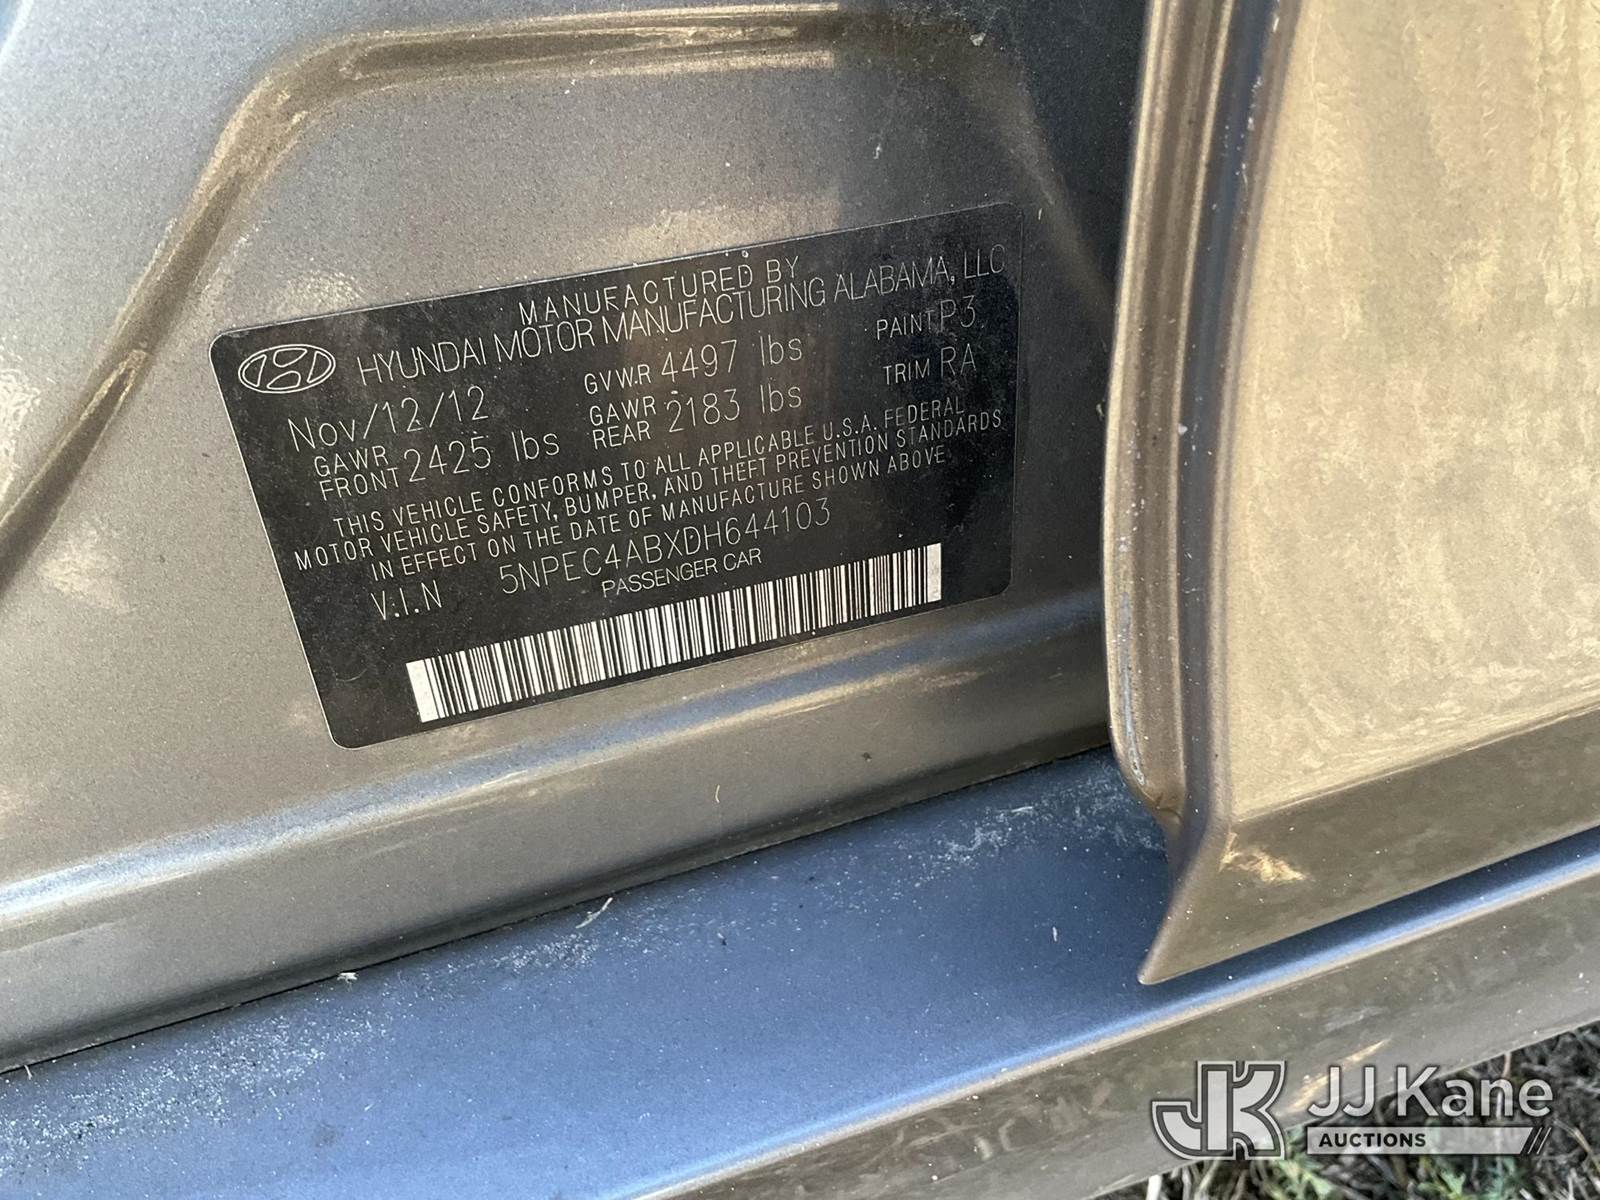 MANUFACTURED BY
HYUNDAI MOTOR MANUFACTURING ALABAMA, LLC
Nov/12/12 GVW.R 4497 lbs PAINT P3
GAWR FRONT 2425 lbs GAWR REAR 2183 lbs TRIM RA
THIS VEHICLE CONFORMS TO ALL APPLICABLE U.S.A. FEDERAL
MOTOR VEHICLE SAFETY, BUMPER, AND THEFT PREVENTION STANDARDS
IN EFFECT ON THE DATE OF MANUFACTURE SHOWN ABOVE
V.I.N 5NPEC4ABXDH644103
PASSENGER CAR
JK JJ Kane
AUCTIONS